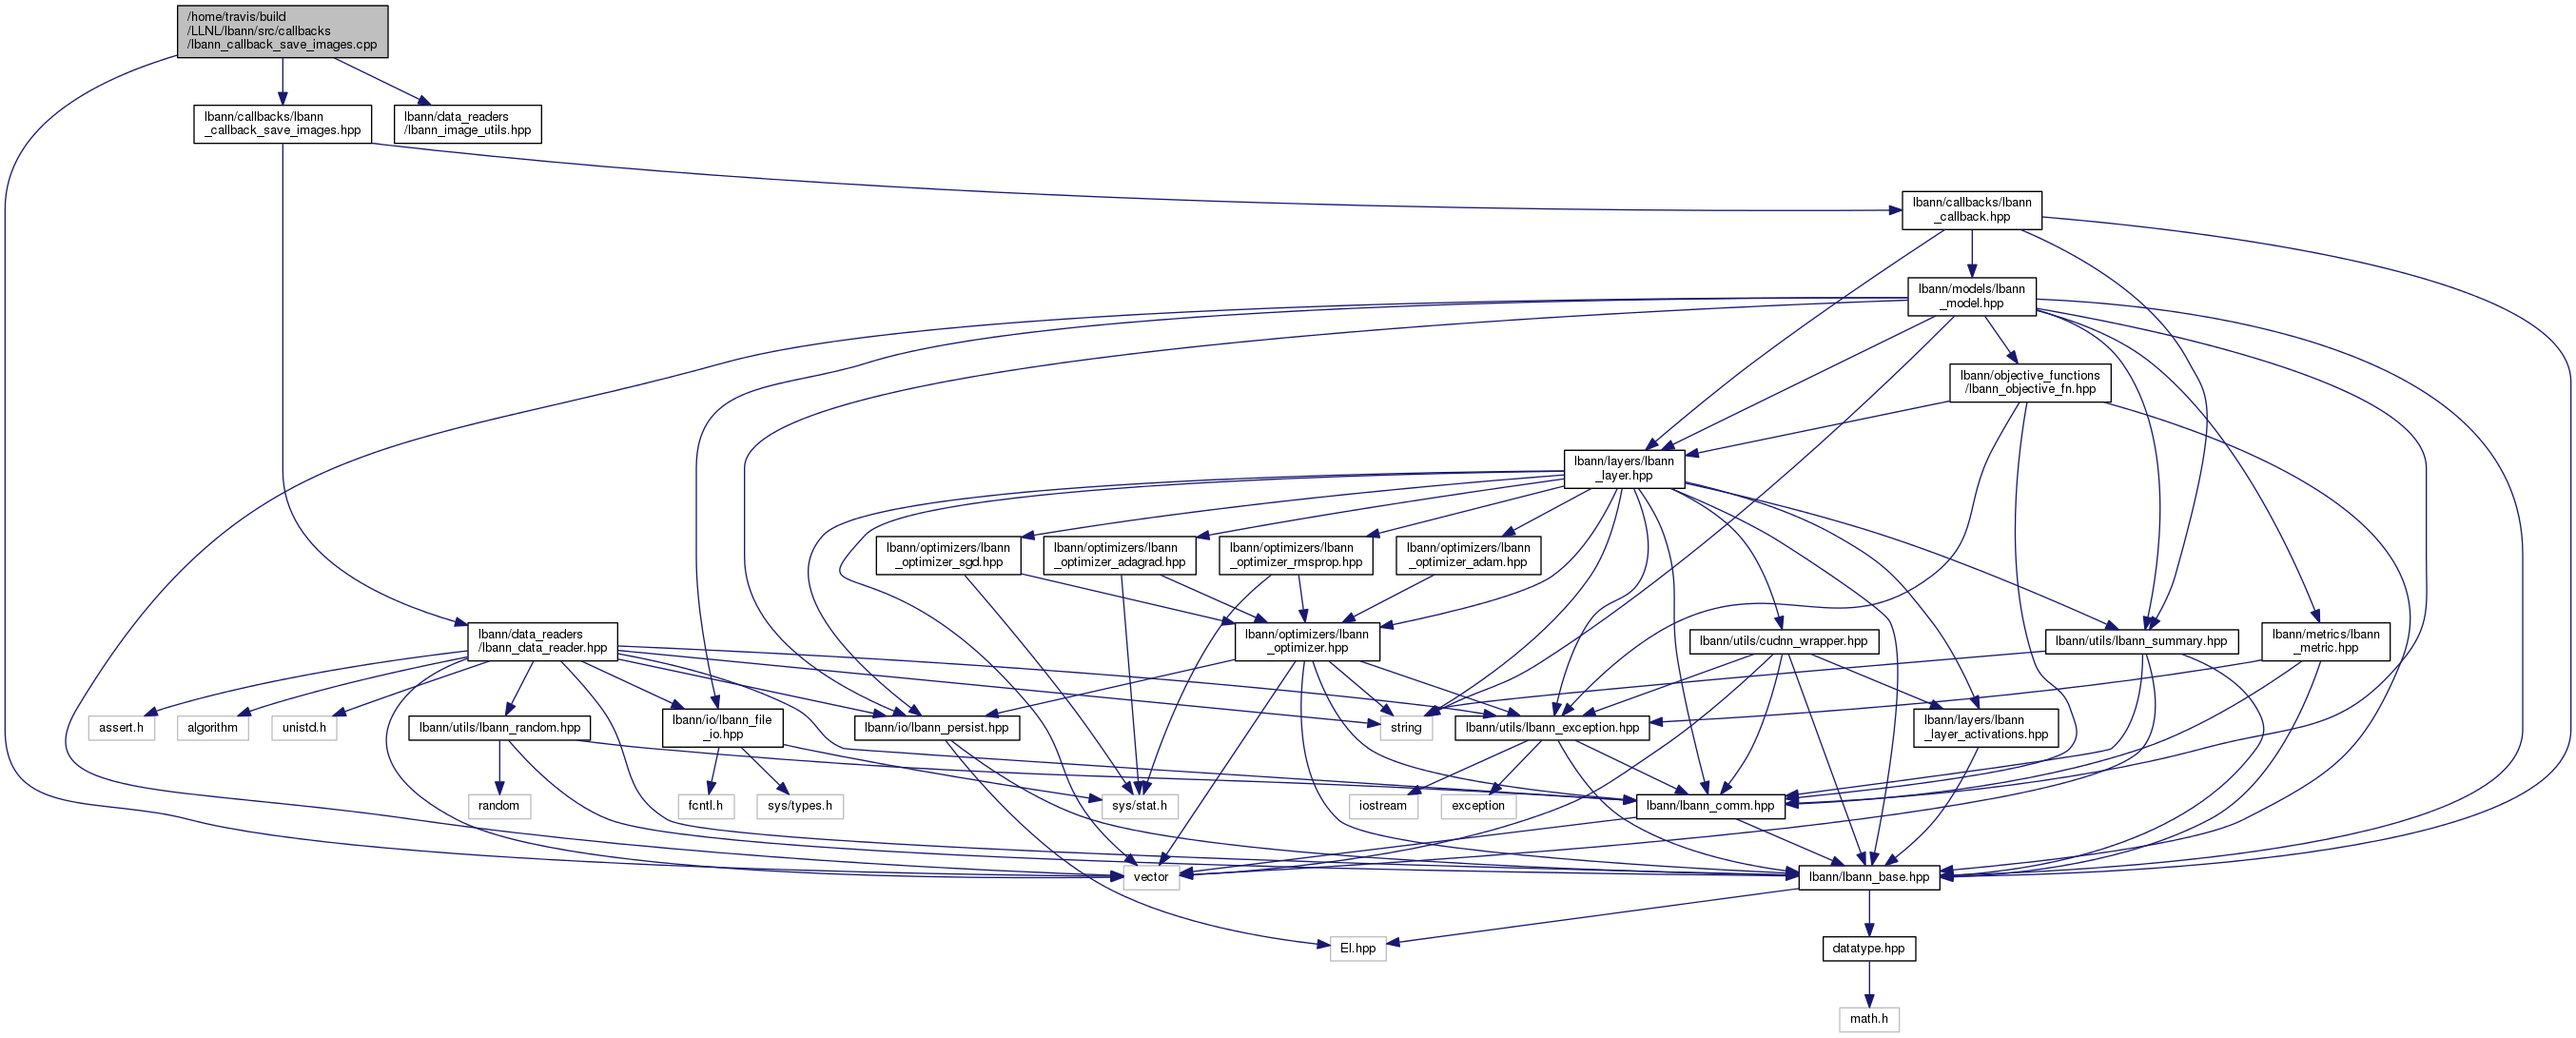 /home/travis/build
/LLNL/lbann/src/callbacks
/lbann_callback_save_images.cpp
lbann/callbacks/lbann
_callback_save_images.hpp
lbann/data_readers
/lbann_image_utils.hpp
lbann/callbacks/lbann
_callback.hpp
lbann/models/lbann
_model.hpp
lbann/objective_functions
/lbann_objective_fn.hpp
lbann/layers/lbann
_layer.hpp
lbann/optimizers/lbann
_optimizer_sgd.hpp
lbann/optimizers/lbann
_optimizer_adagrad.hpp
lbann/optimizers/lbann
_optimizer_rmsprop.hpp
lbann/optimizers/lbann
_optimizer_adam.hpp
lbann/data_readers
/lbann_data_reader.hpp
lbann/optimizers/lbann
_optimizer.hpp
lbann/utils/cudnn_wrapper.hpp
lbann/utils/lbann_summary.hpp
lbann/metrics/lbann
_metric.hpp
assert.h
algorithm
unistd.h
lbann/utils/lbann_random.hpp
lbann/io/lbann_file
_io.hpp
lbann/io/lbann_persist.hpp
string
lbann/utils/lbann_exception.hpp
lbann/layers/lbann
_layer_activations.hpp
random
fcntl.h
sys/types.h
sys/stat.h
iostream
exception
lbann/lbann_comm.hpp
vector
lbann/lbann_base.hpp
El.hpp
datatype.hpp
math.h